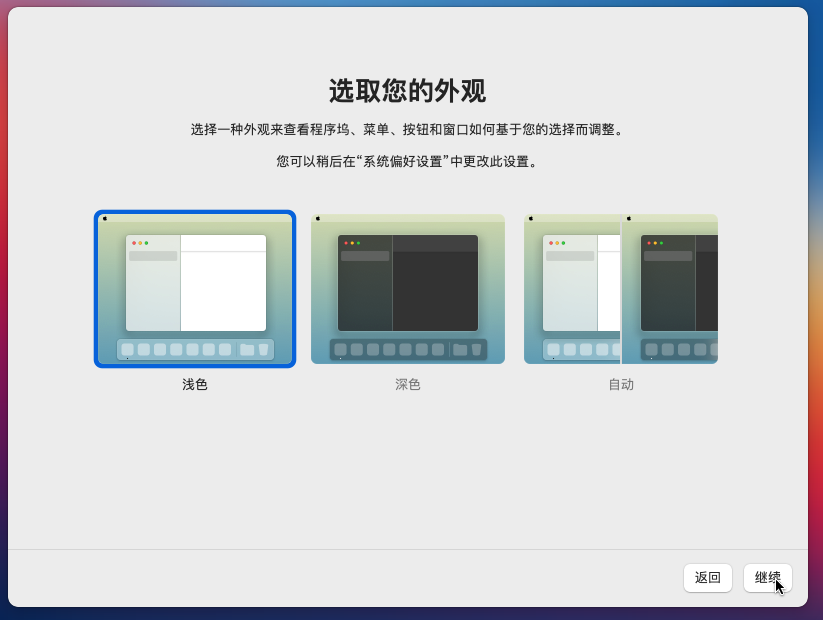 选取您的外观
选择一种外观来查看程序坞、菜单、按钮和窗口如何基于您的选择而调整。
您可以稍后在“系统偏好设置”中更改此设置。
浅色
深色
自动
返回
继续